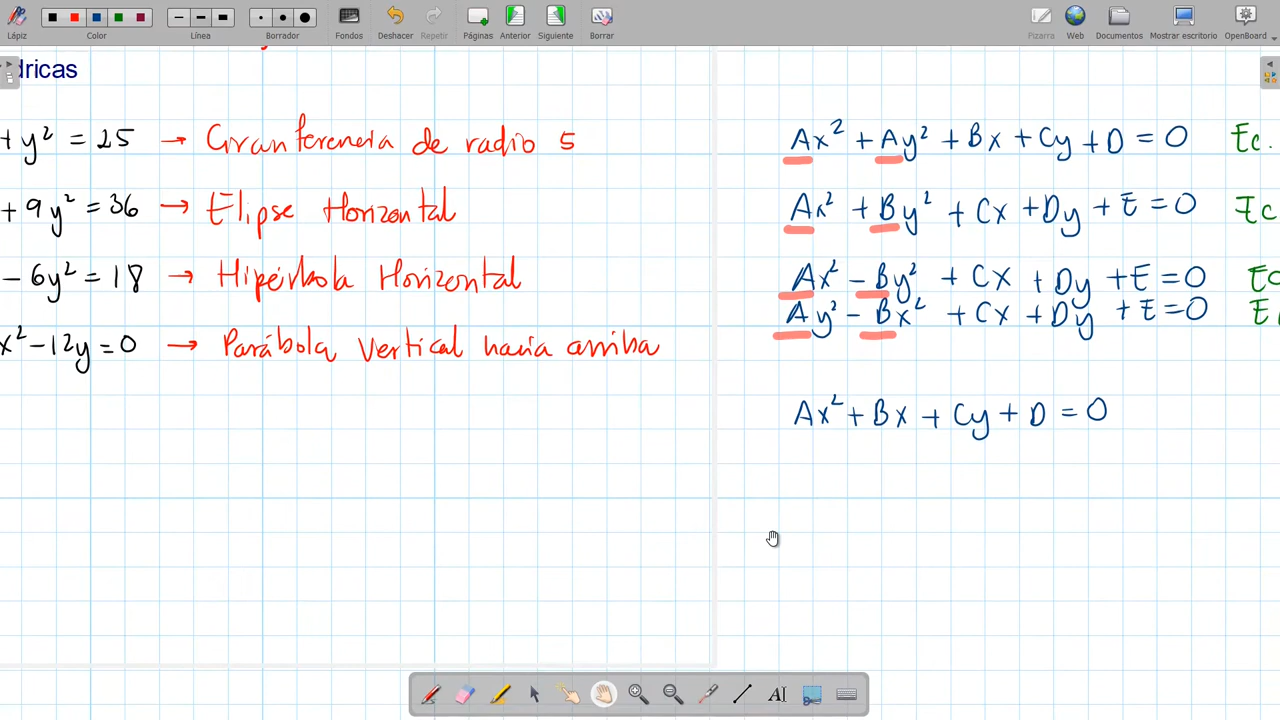 Lápiz Color Línea Borrador Fondos Deshacer Repetir Páginas Anterior Siguiente Borrar Pizarra Web Documentos Mostrar escritorio OpenBoard
dricas
+ y² = 25 → Circunferencia de radio 5
+ 9y² = 36 → Elipse Horizontal
- 6y² = 18 → Hipérbola Horizontal
x² - 12y = 0 → Parábola Vertical hacia arriba
Ax² + Ay² + Bx + Cy + D = 0 Ec.
Ax² + By² + Cx + Dy + E = 0 Ec
Ax² - By² + Cx + Dy + E = 0
Ay² - Bx² + Cx + Dy + E = 0
Ax² + Bx + Cy + D = 0